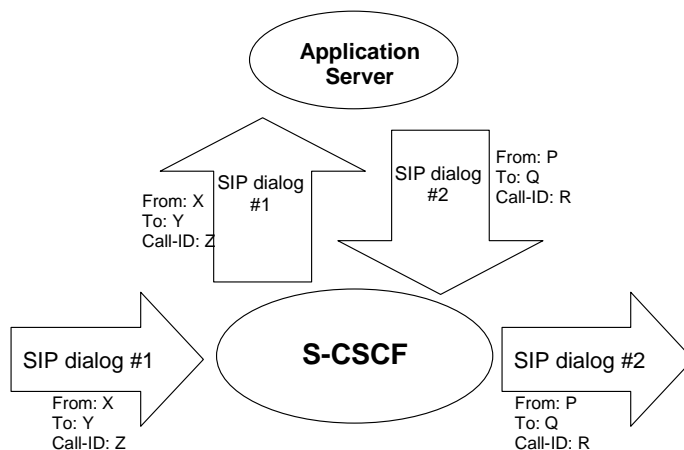 Application
Server
SIP dialog
#1
From: X
To: Y
Call-ID: Z
SIP dialog
#2
From: P
To: Q
Call-ID: R
SIP dialog #1
From: X
To: Y
Call-ID: Z
S-CSCF
SIP dialog #2
From: P
To: Q
Call-ID: R